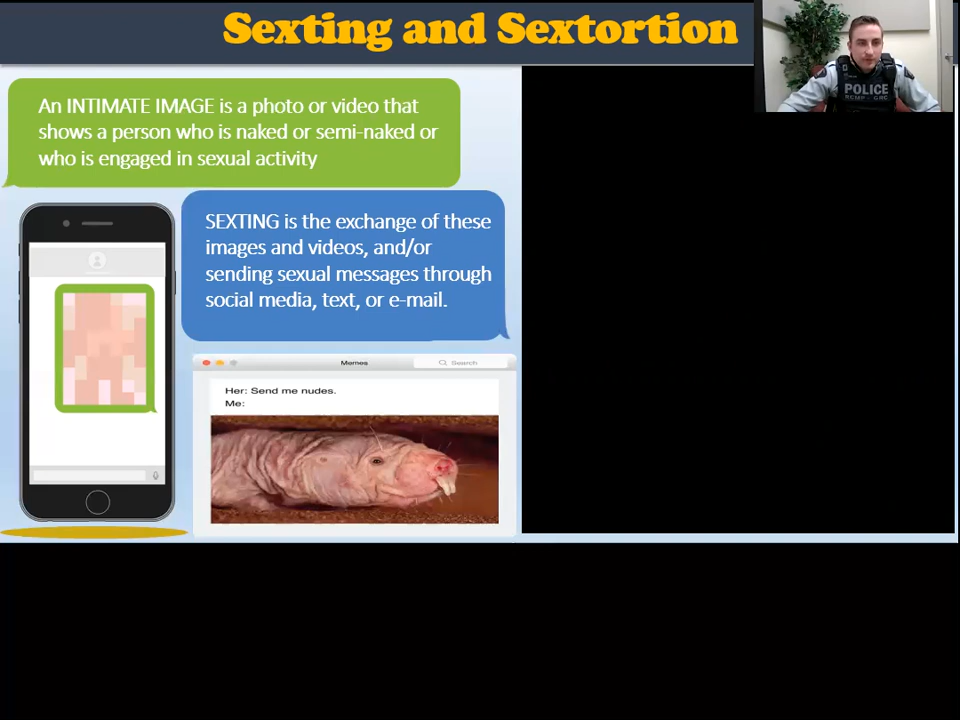 Sexting and Sextortion
POLICE
RCMP · GRC
An INTIMATE IMAGE is a photo or video that
shows a person who is naked or semi-naked or
who is engaged in sexual activity
SEXTING is the exchange of these
images and videos, and/or
sending sexual messages through
social media, text, or e-mail.
Memes
Search
Her: Send me nudes.
Me: